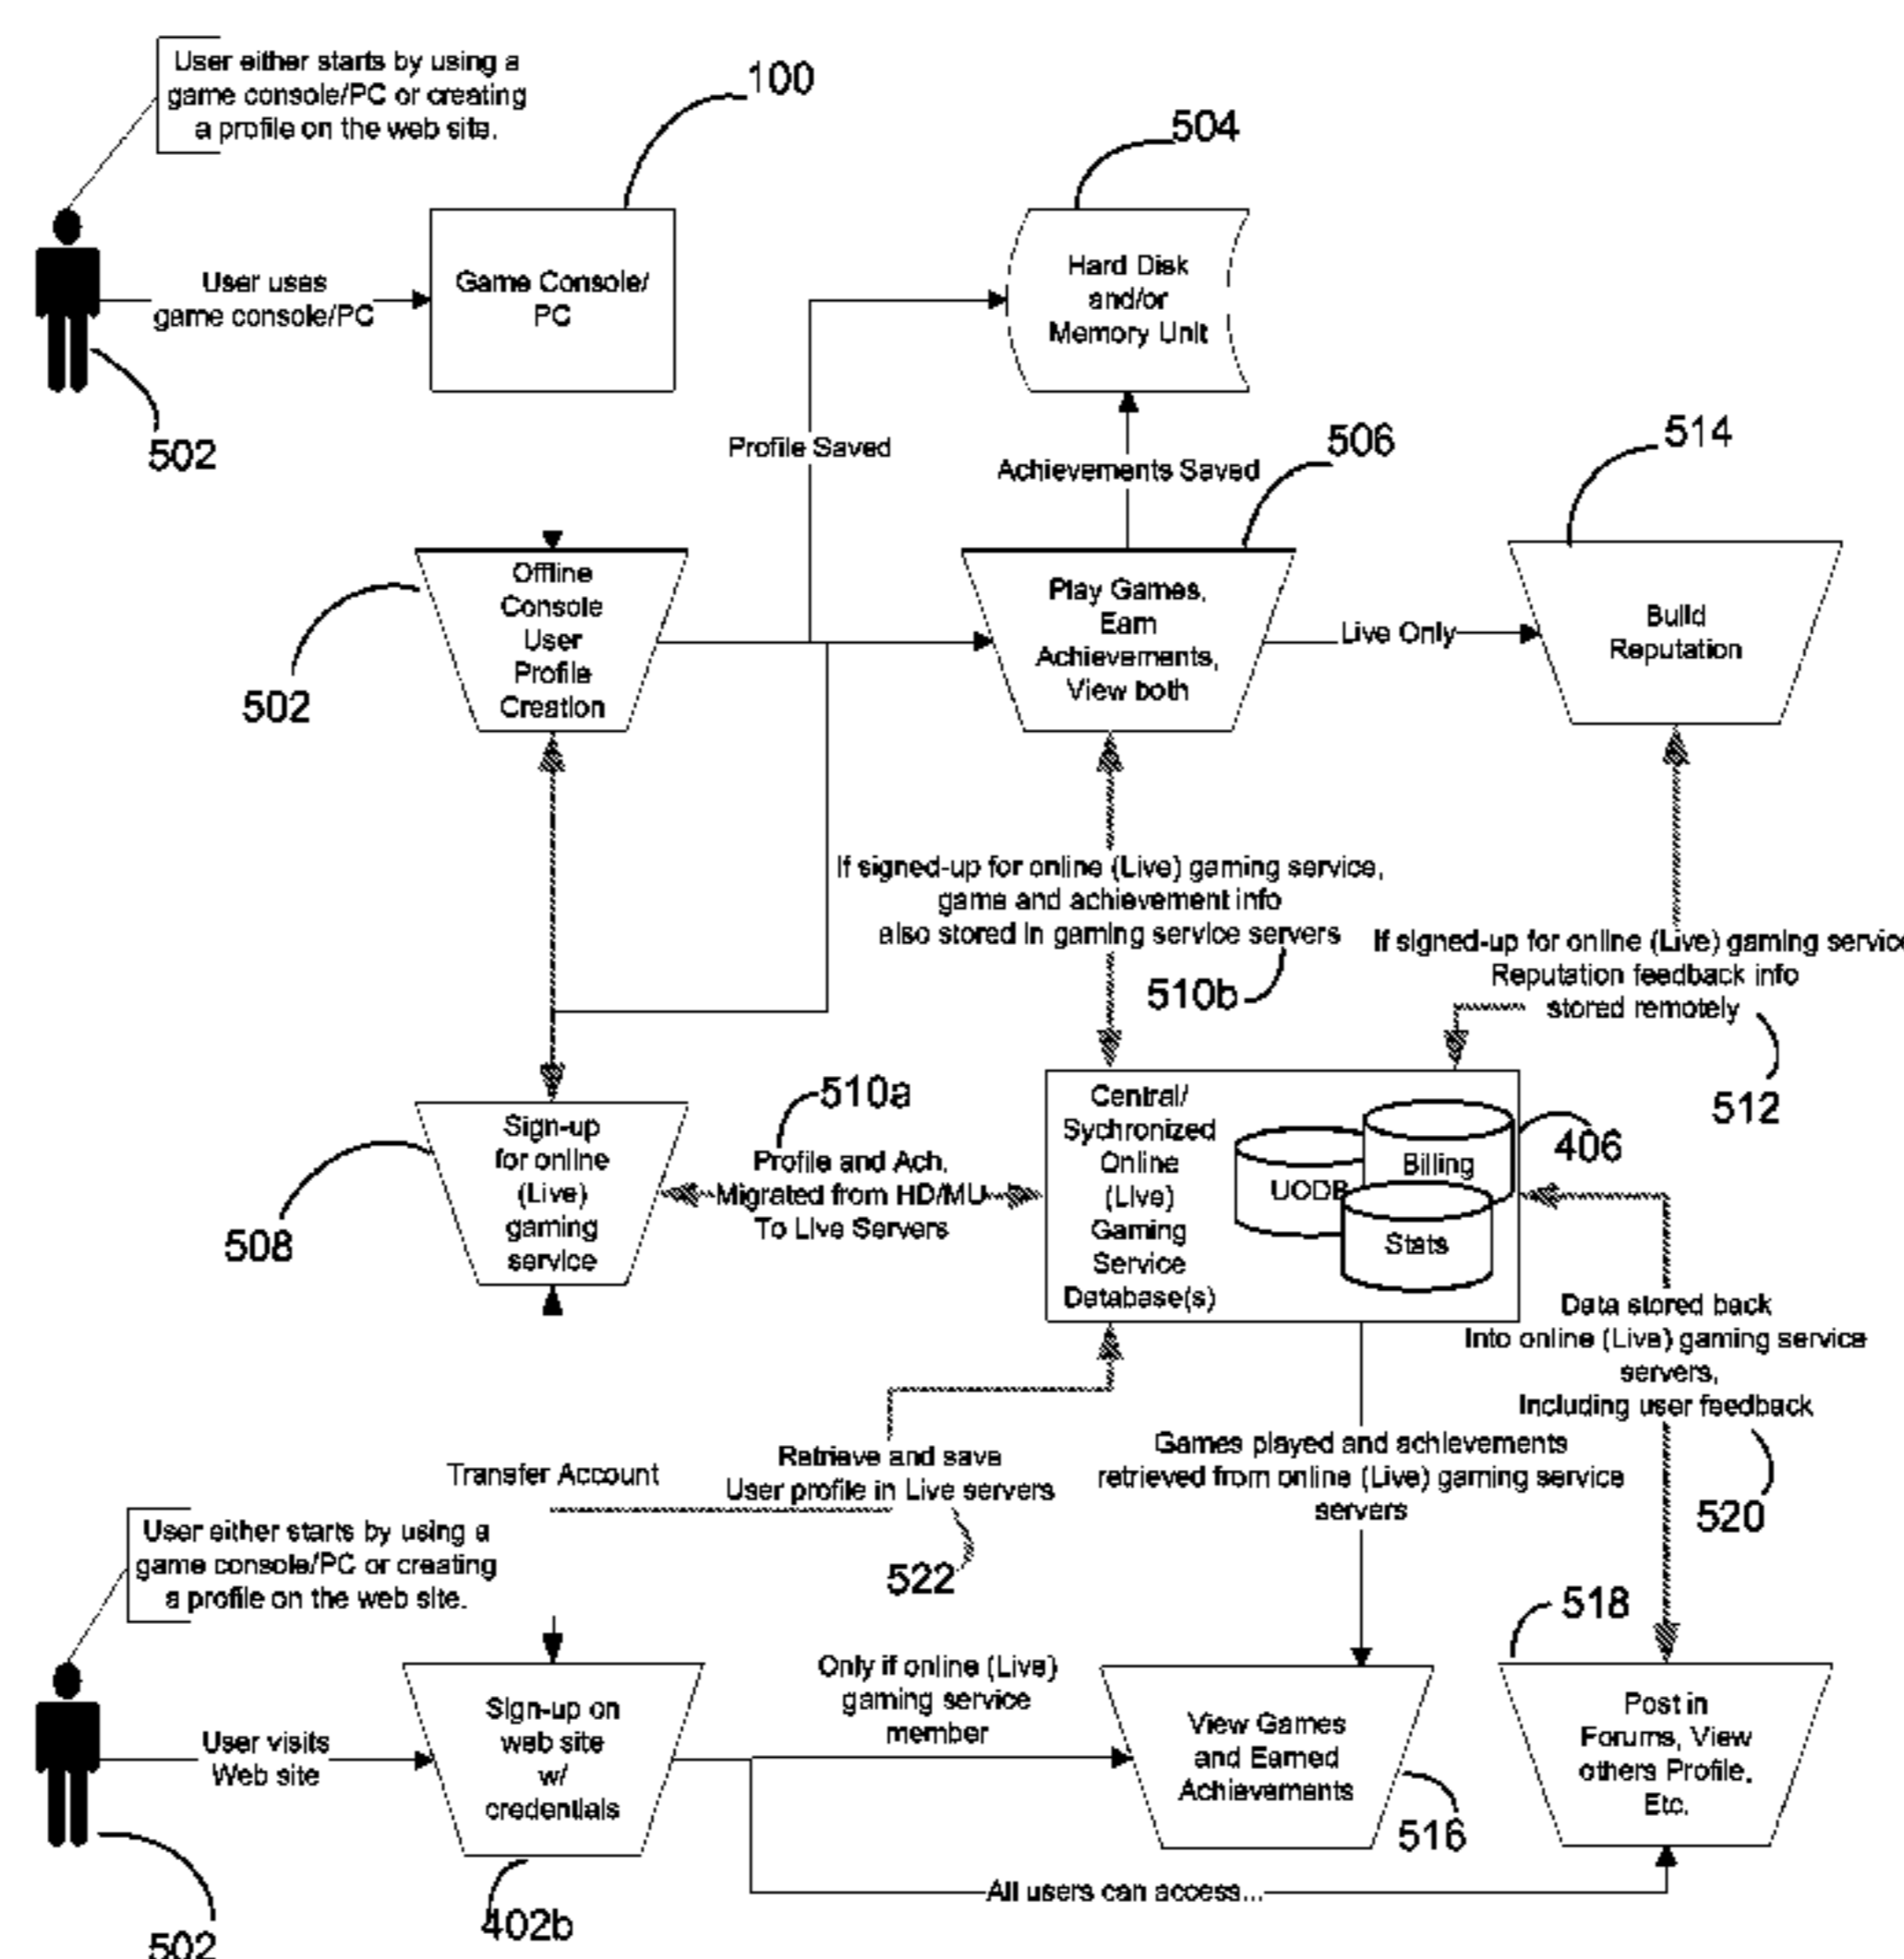 User either starts by using a
game console/PC or creating
a profile on the web site.
100
504
User uses
game console/PC
Game Console/
PC
Hard Disk
and/or
Memory Unit
502
Profile Saved
Achievements Saved
506
514
Offline
Console
User
Profile
Creation
502
Play Games,
Earn
Achievements,
View both
Live Only
Build
Reputation
If signed-up for online (Live) gaming service,
game and achievement info
also stored in gaming service servers
510b
If signed-up for online (Live) gaming service
Reputation feedback info
stored remotely
512
510a
Sign-up
for online
(Live)
gaming
service
508
Profile and Ach.
Migrated from HD/MU
To Live Servers
Central/
Sychronized
Online
(Live)
Gaming
Service
Database(s)
UODB
Billing
Stats
406
Data stored back
Into online (Live) gaming service
servers,
Including user feedback
520
Transfer Account
Retrieve and save
User profile in Live servers
522
Games played and achievements
retrieved from online (Live) gaming service
servers
User either starts by using a
game console/PC or creating
a profile on the web site.
518
User visits
Web site
Sign-up on
web site
w/
credentials
Only if online (Live)
gaming service
member
View Games
and Earned
Achievements
516
Post in
Forums, View
others Profile,
Etc.
All users can access...
402b
502